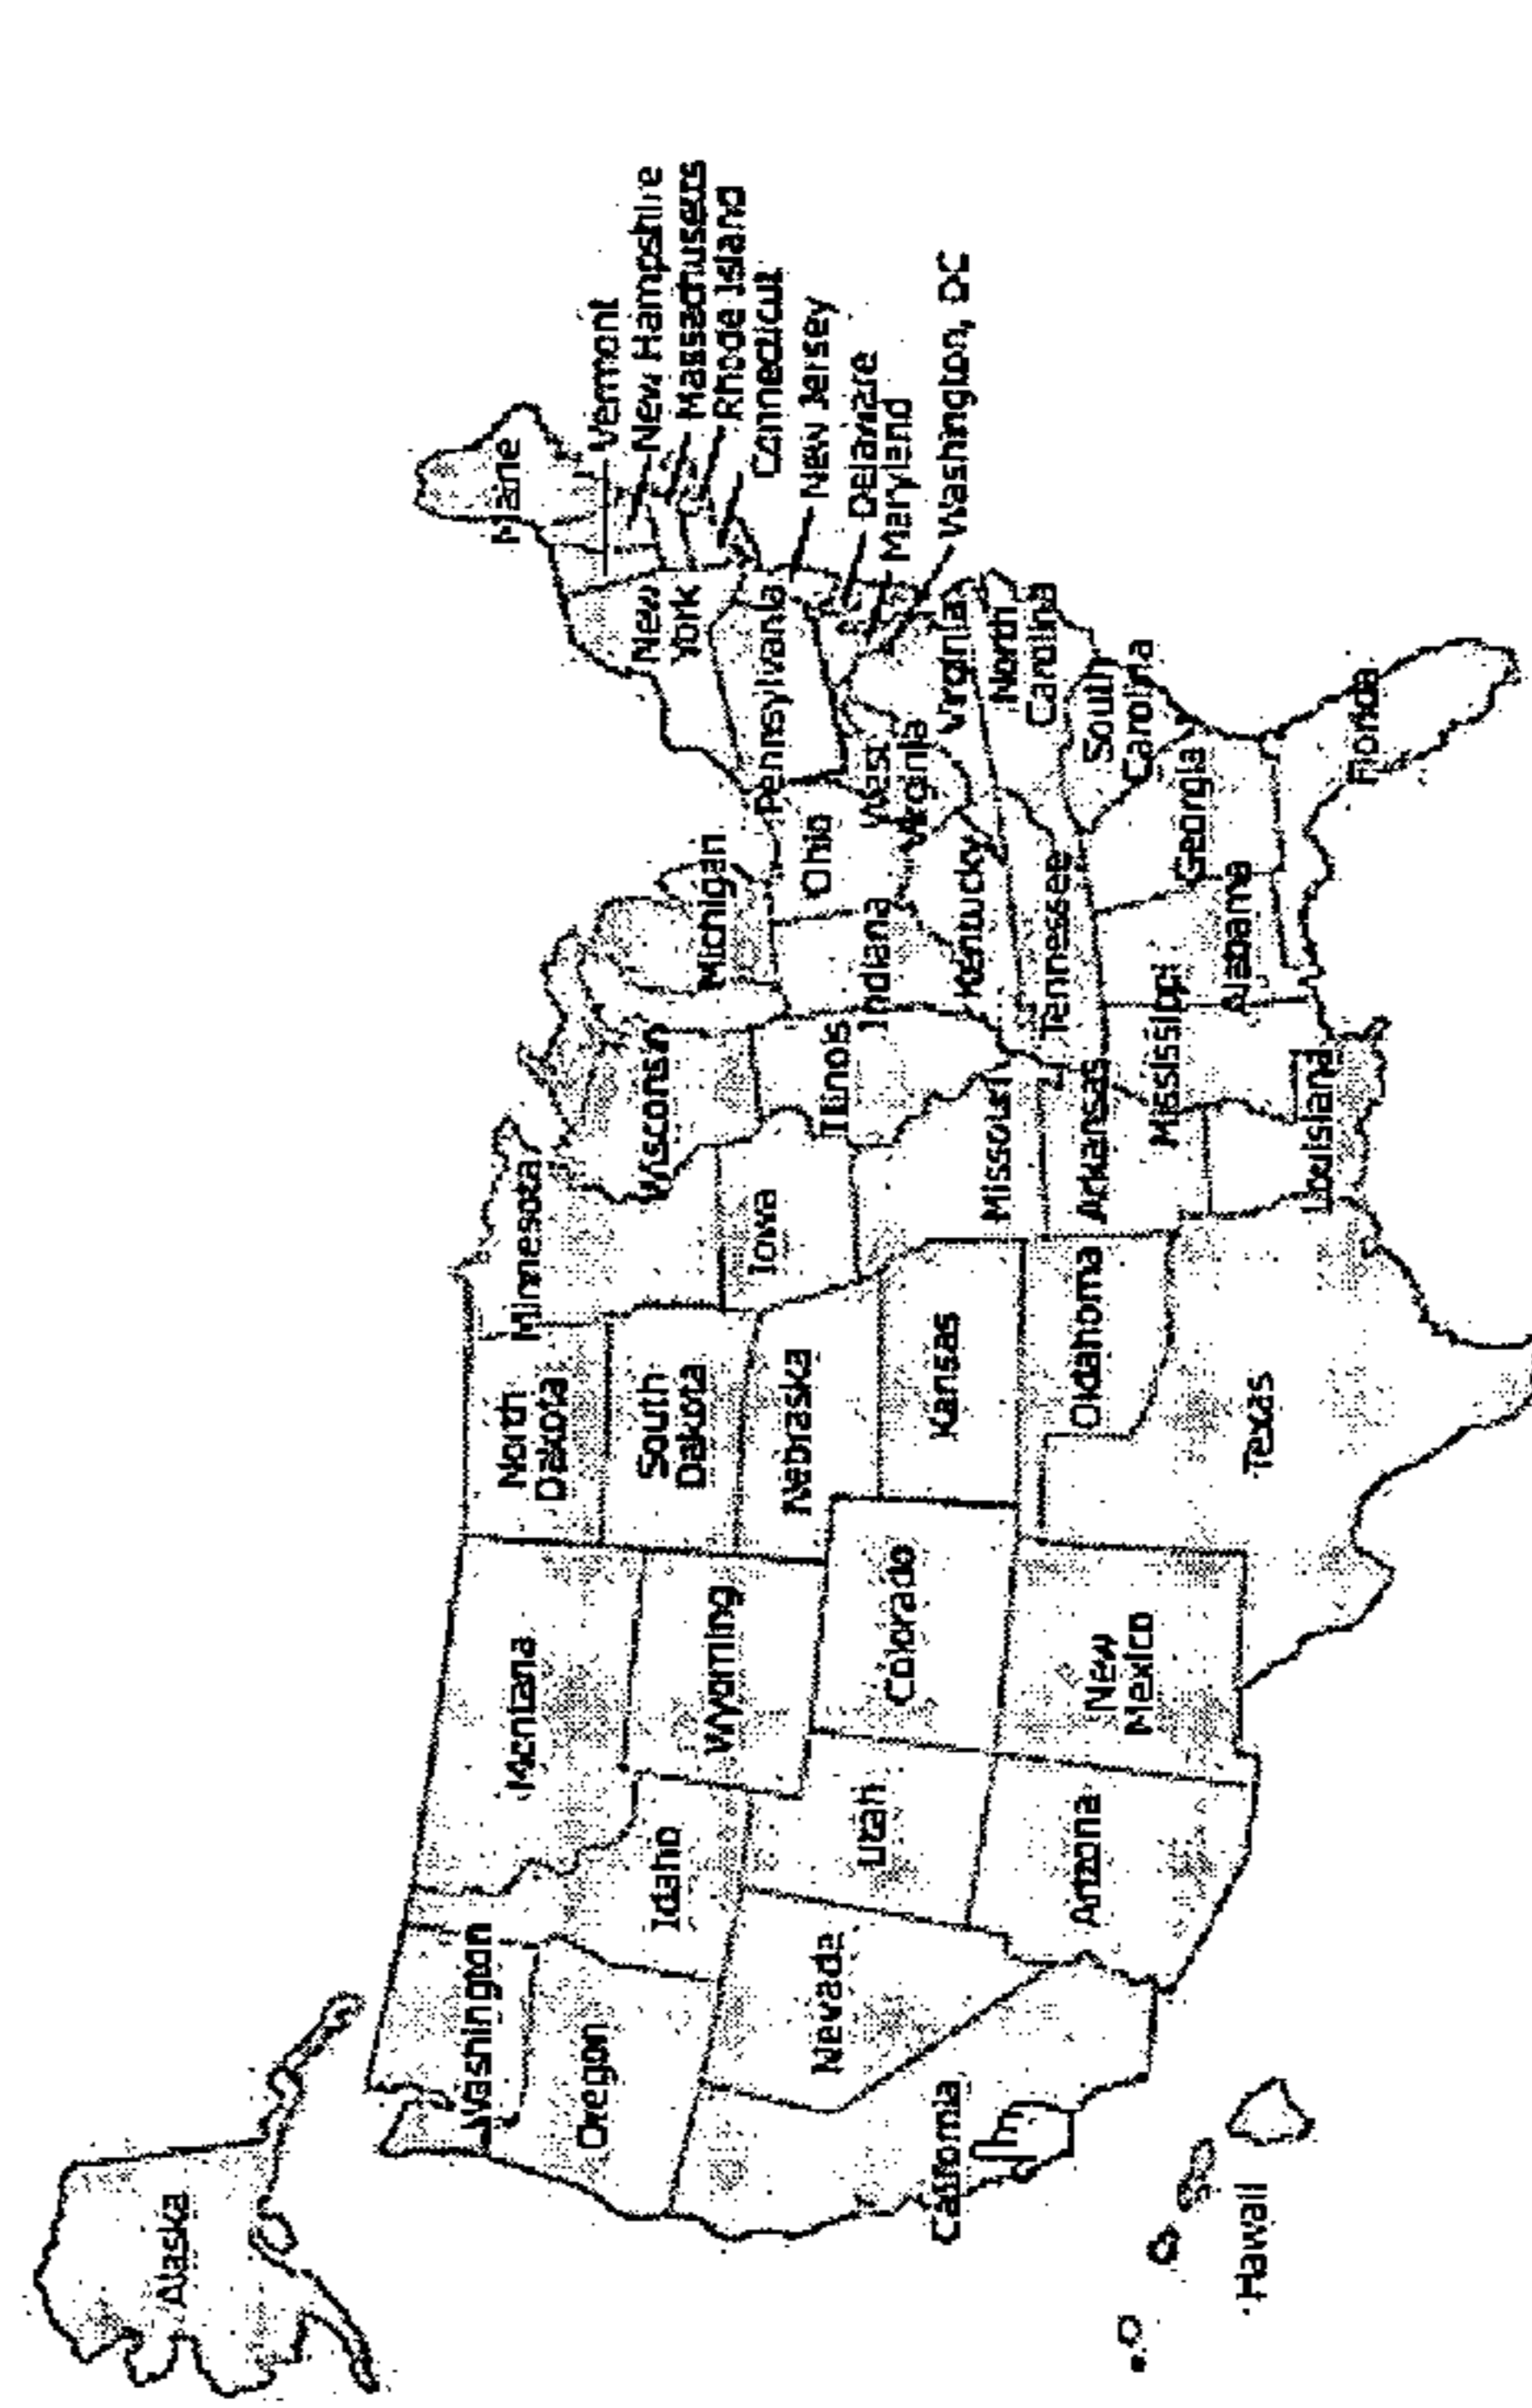 Alaska
Washington
Oregon
California
Nevada
Idaho
Montana
Wyoming
Utah
Colorado
Arizona
New
Mexico
North
Dakota
South
Dakota
Nebraska
Kansas
Oklahoma
Texas
Minnesota
Iowa
Missouri
Arkansas
Louisiana
Wisconsin
Illinois
Michigan
Indiana
Ohio
Kentucky
Tennessee
Mississippi
Alabama
Georgia
Florida
South
Carolina
North
Carolina
Virginia
West
Virginia
Pennsylvania
New
York
Maine
Vermont
New Hampshire
Massachusetts
Rhode Island
Connecticut
New Jersey
Delaware
Maryland
Washington, DC
Hawaii